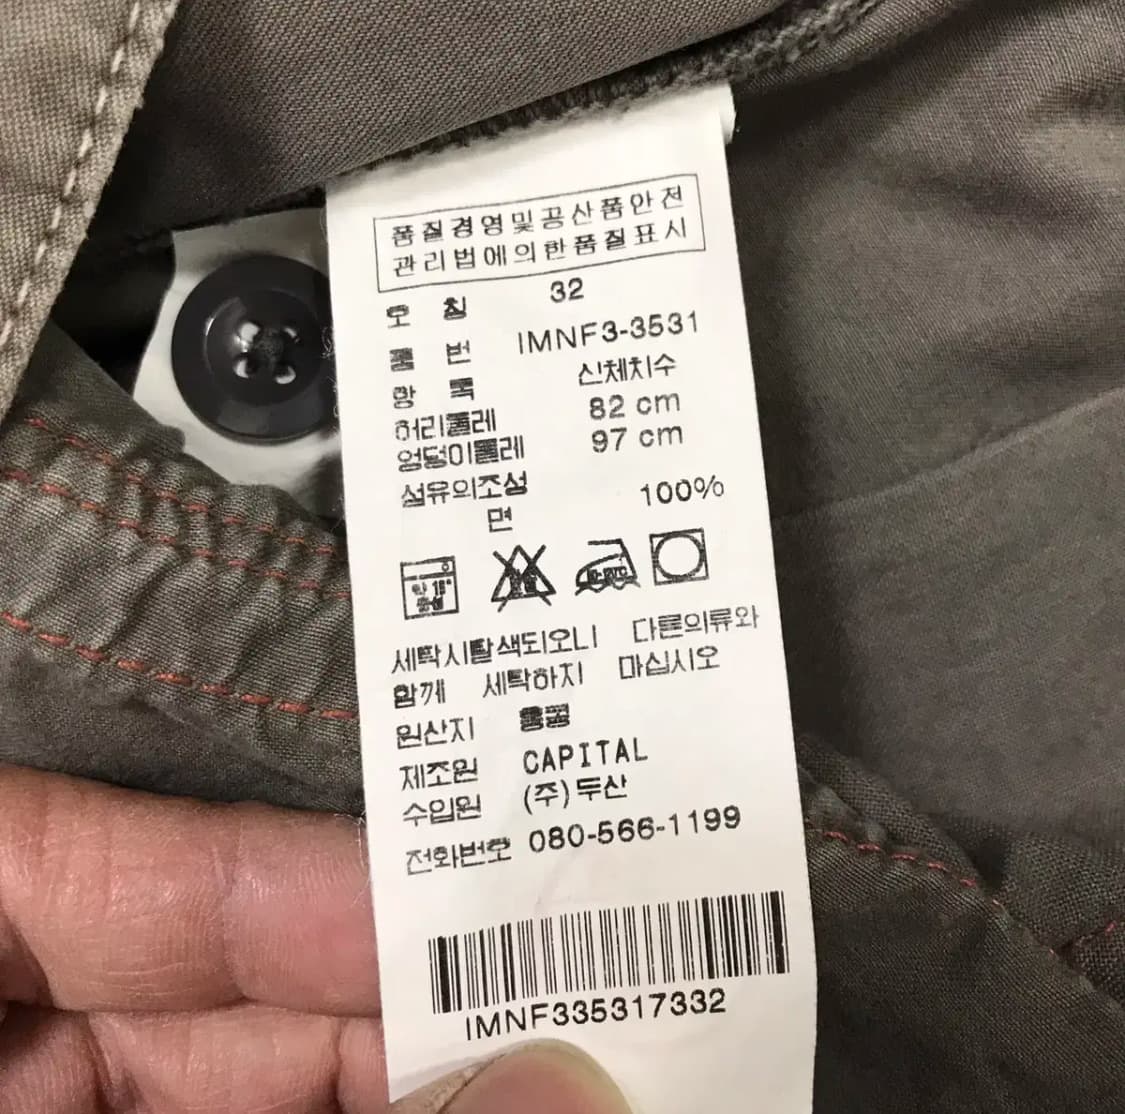 품질경영및공산품안전
관리법에의한품질표시
호 칭 32
품 번 IMNF3-3531
항 목 신체치수
허리둘레 82 cm
엉덩이둘레 97 cm
섬유의조성
면 100%
세탁시탈색되오니 다른의류와
함께 세탁하지 마십시오
원산지 홍콩
제조원 CAPITAL
수입원 (주)두산
전화번호 080-566-1199
IMNF335317332